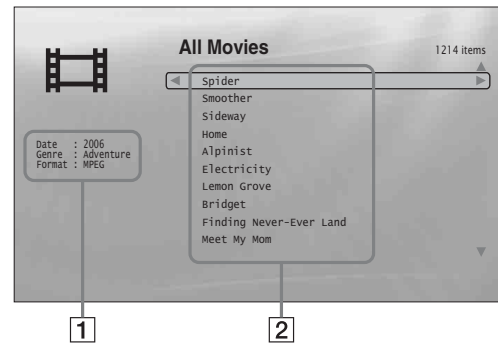 All Movies
1214 items
Spider
Smoother
Sideway
Home
Alpinist
Electricity
Lemon Grove
Bridget
Finding Never-Ever Land
Meet My Mom
Date : 2006
Genre : Adventure
Format : MPEG
1
2